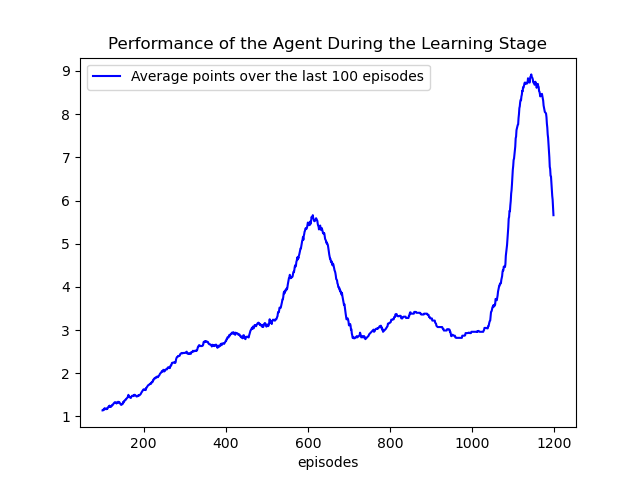 Performance of the Agent During the Learning Stage
Average points over the last 100 episodes
9
8
7
6
5
4
3
2
1
200 400 600 800 1000 1200
episodes